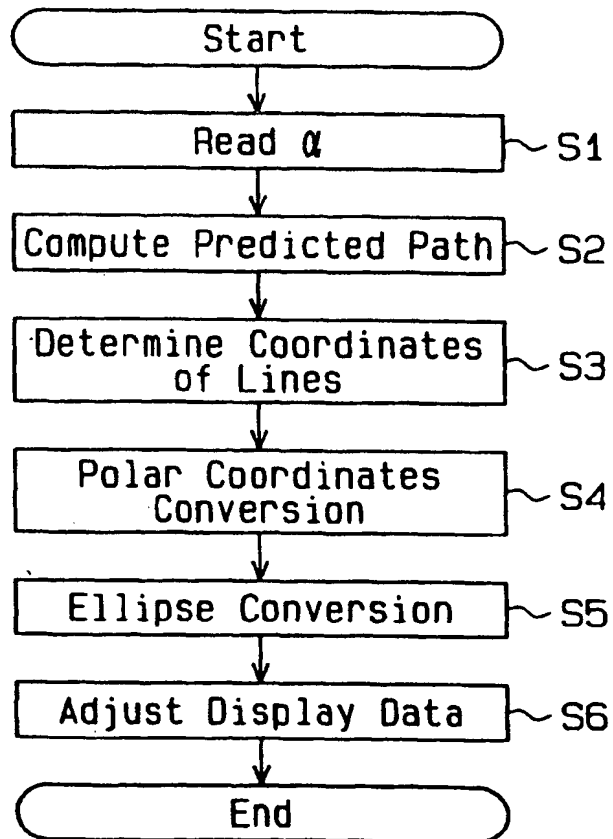 Start
Read α
S1
Compute Predicted Path
S2
Determine Coordinates
of Lines
S3
Polar Coordinates
Conversion
S4
Ellipse Conversion
S5
Adjust Display Data
S6
End